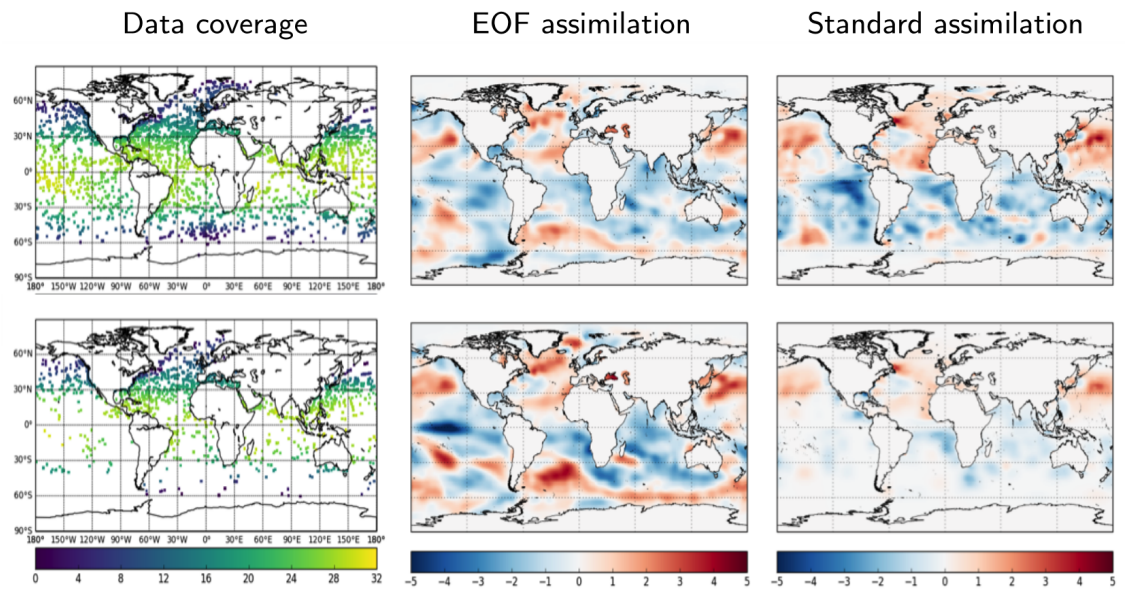 Data coverage
EOF assimilation
Standard assimilation
60°N
30°N
0°
30°S
60°S
90°S
180° 150°W 120°W 90°W 60°W 30°W 0° 30°E 60°E 90°E 120°E 150°E 180°
60°N
30°N
0°
30°S
60°S
90°S
180° 150°W 120°W 90°W 60°W 30°W 0° 30°E 60°E 90°E 120°E 150°E 180°
0 4 8 12 16 20 24 28 32
−5 −4 −3 −2 −1 0 1 2 3 4 5
−5 −4 −3 −2 −1 0 1 2 3 4 5